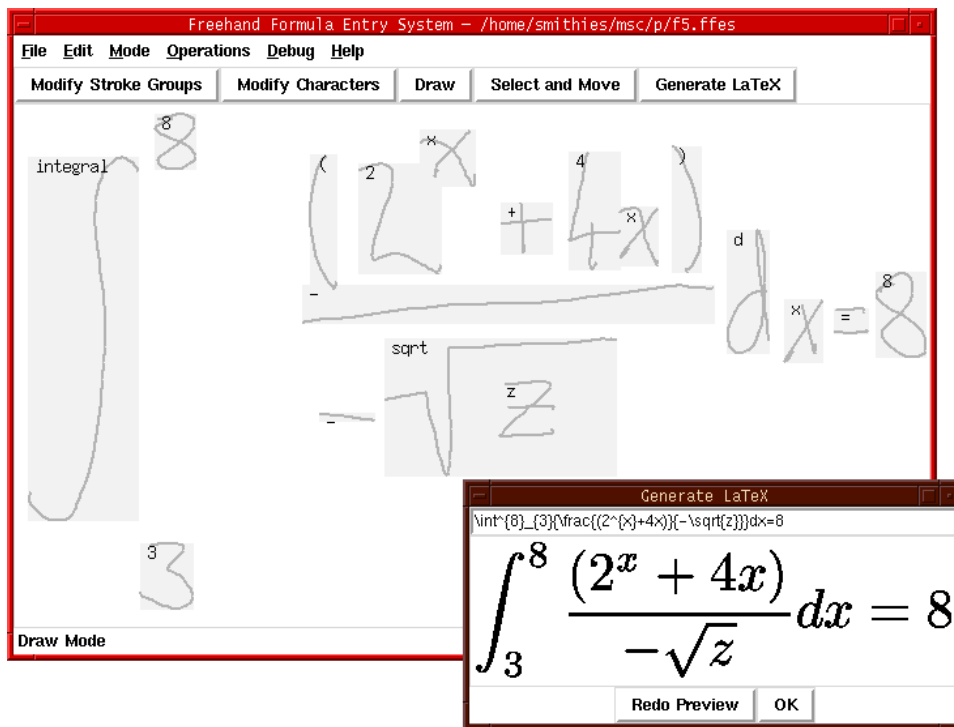 Freehand Formula Entry System - /home/smithies/msc/p/f5.ffes
File Edit Mode Operations Debug Help
Modify Stroke Groups Modify Characters Draw Select and Move Generate LaTeX
integral 8 ( 2 x + 4 x ) d x = 8
-
- sqrt z
3
Draw Mode
Generate LaTeX
\int^{8}_{3}{\frac{(2^{x}+4x)}{-\sqrt{z}}}dx=8
∫₃⁸ (2ˣ + 4x)/(−√z) dx = 8
Redo Preview OK